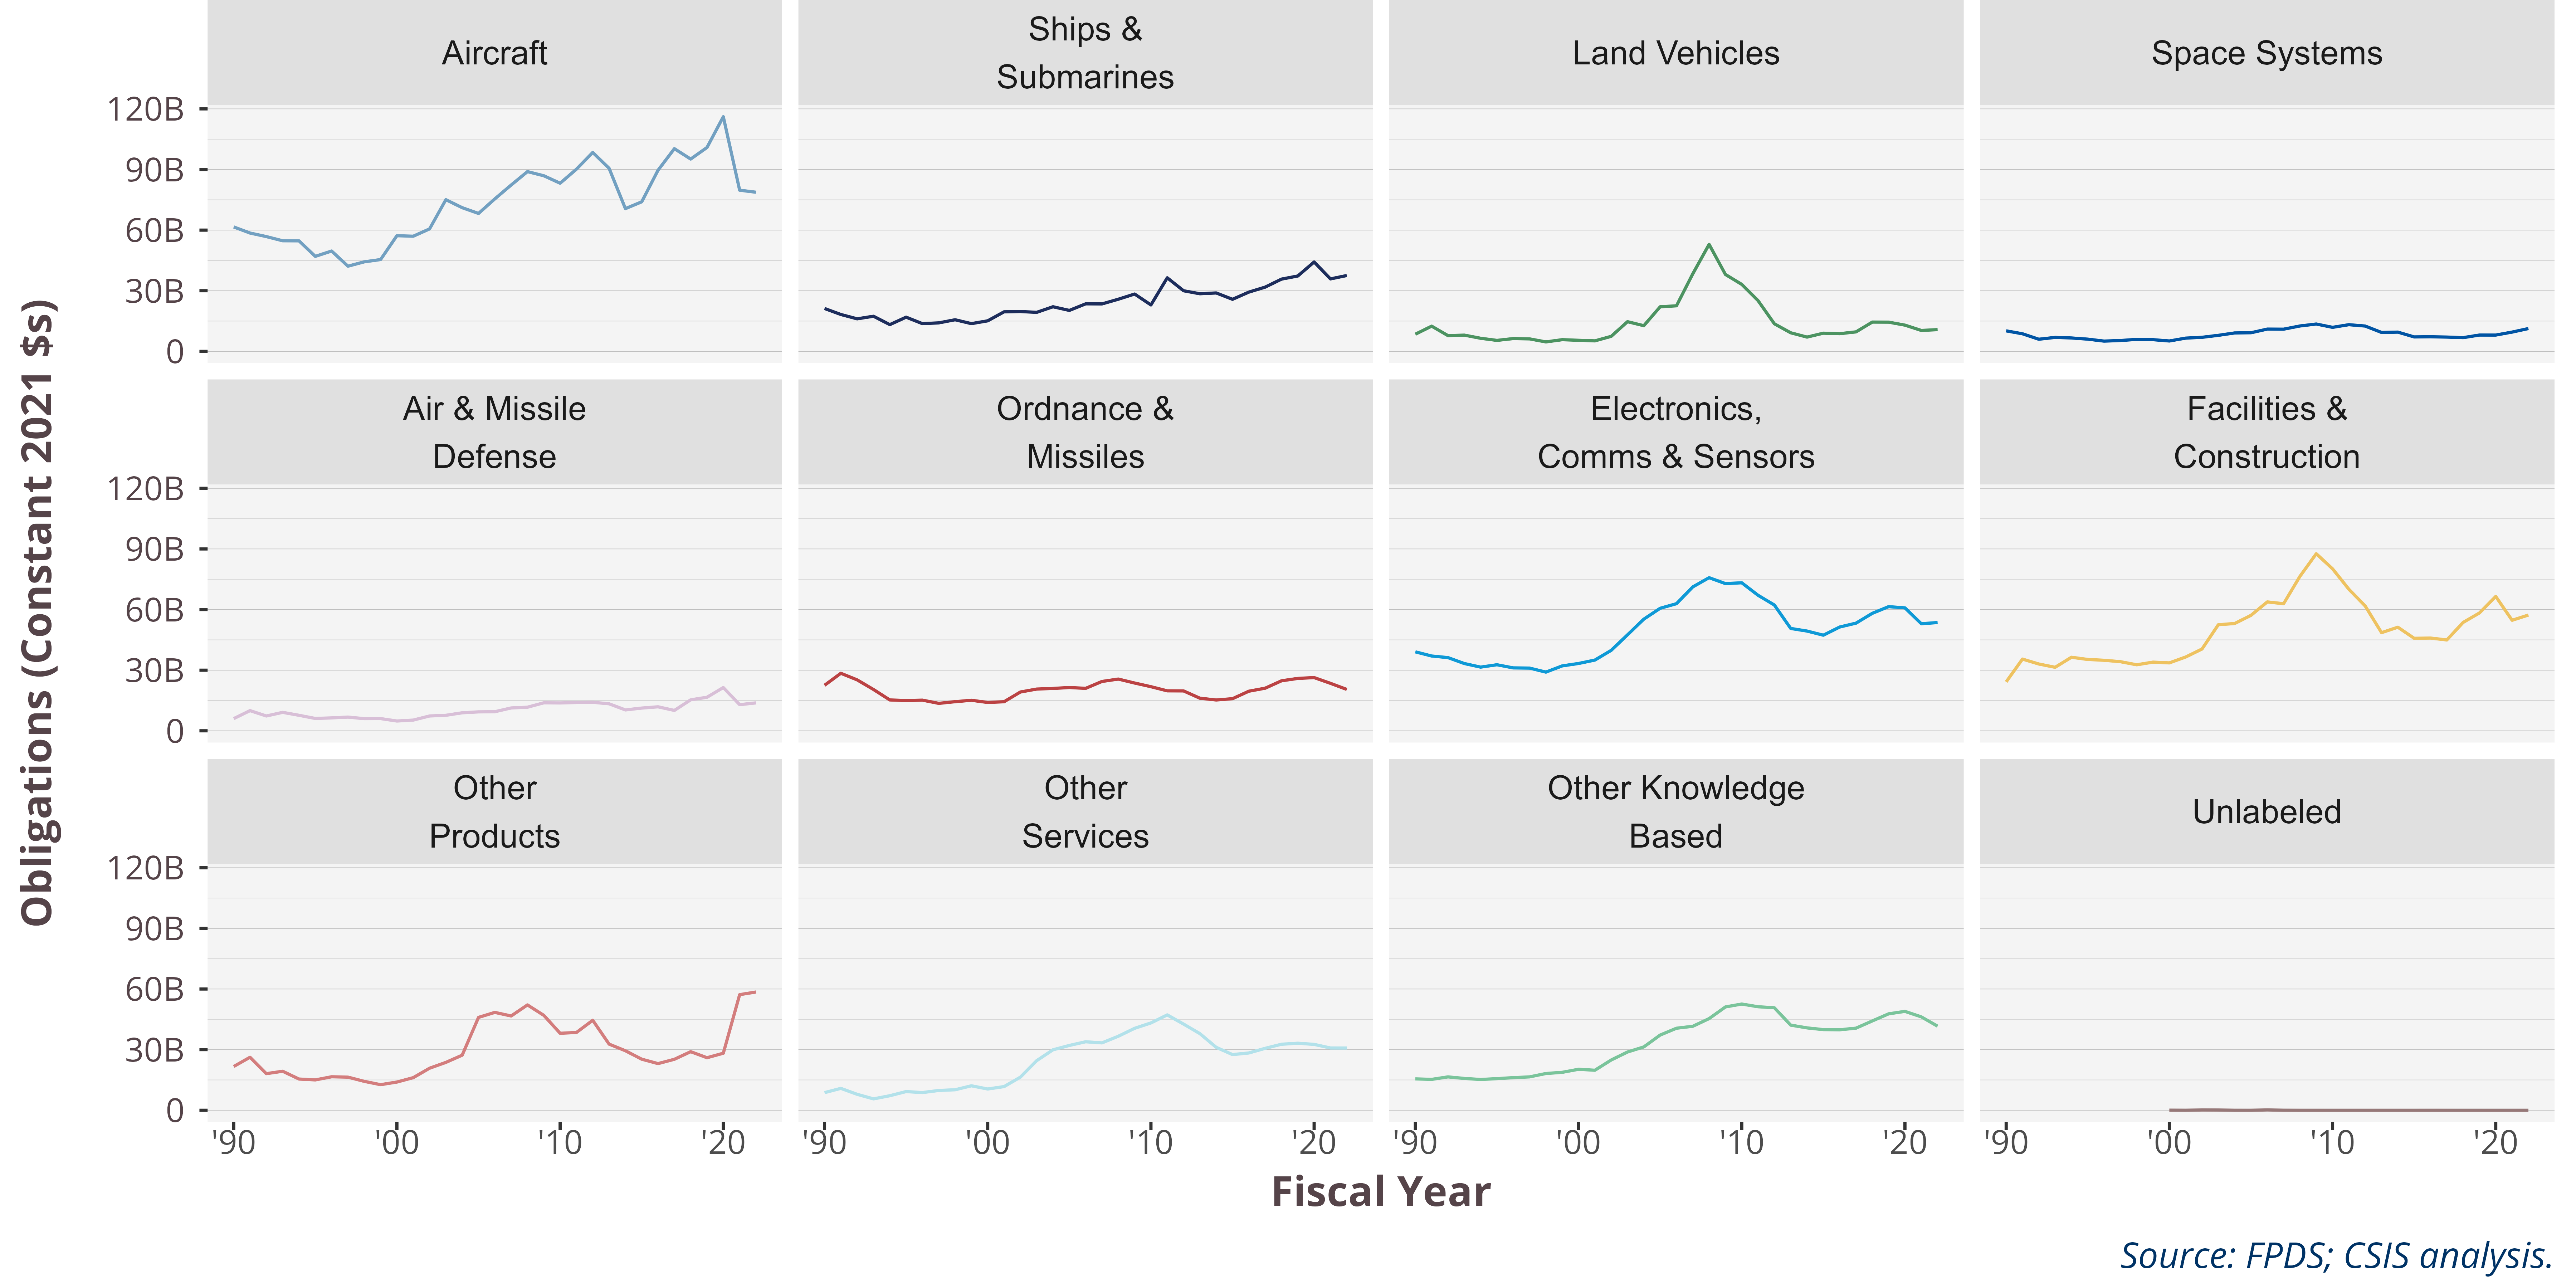 Aircraft
Ships &
Submarines
Land Vehicles
Space Systems
120B
90B
60B
30B
0
Air & Missile
Defense
Ordnance &
Missiles
Electronics,
Comms & Sensors
Facilities &
Construction
120B
90B
60B
30B
0
Other
Products
Other
Services
Other Knowledge
Based
Unlabeled
120B
90B
60B
30B
0
'90 '00 '10 '20
'90 '00 '10 '20
'90 '00 '10 '20
'90 '00 '10 '20
Obligations (Constant 2021 $s)
Fiscal Year
Source: FPDS; CSIS analysis.